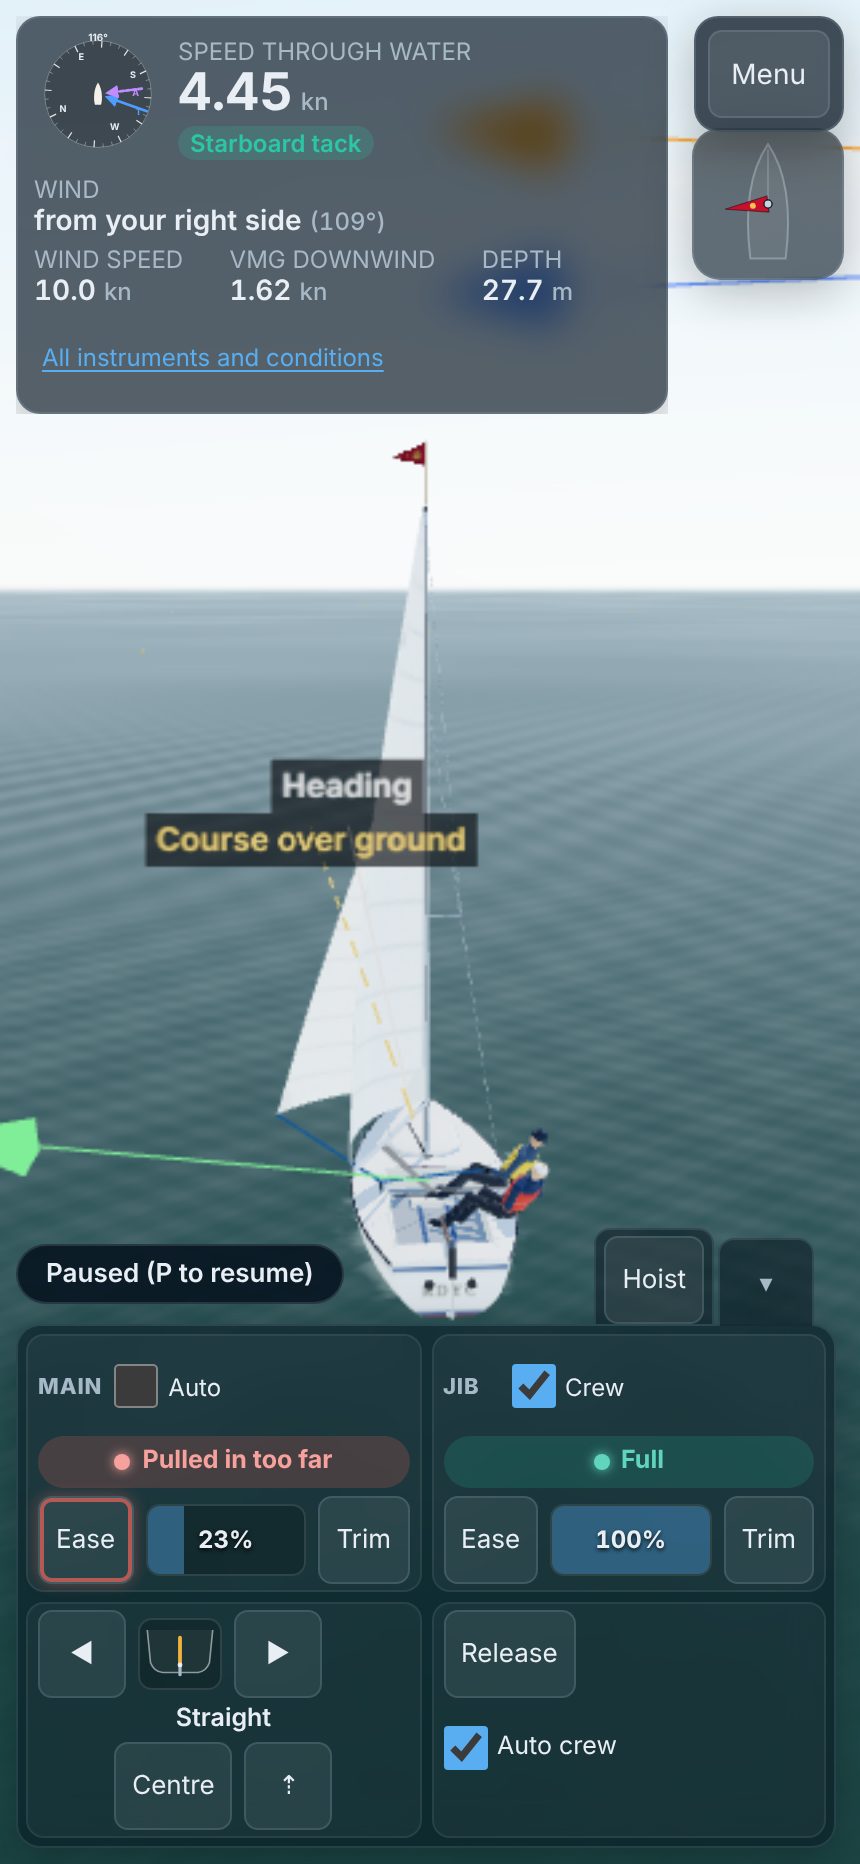 116°
E
S
A
N
W
SPEED THROUGH WATER
4.45 kn
Starboard tack
Menu
WIND
from your right side (109°)
WIND SPEED
VMG DOWNWIND
DEPTH
10.0 kn
1.62 kn
27.7 m
All instruments and conditions
Heading
Course over ground
Paused (P to resume)
Hoist
MAIN
Auto
JIB
Crew
Pulled in too far
Full
Ease
23%
Trim
Ease
100%
Trim
Straight
Centre
Release
Auto crew